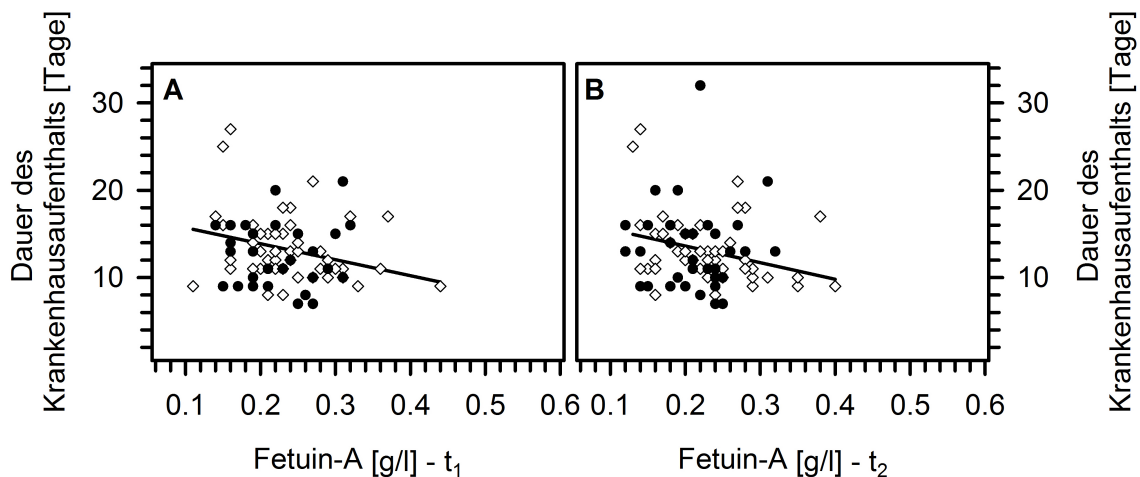 Dauer des
Krankenhausaufenthalts [Tage]
30
20
10
A
0.1 0.2 0.3 0.4 0.5 0.6
Fetuin-A [g/l] - t₁
B
0.1 0.2 0.3 0.4 0.5 0.6
Fetuin-A [g/l] - t₂
30
20
10
Dauer des
Krankenhausaufenthalts [Tage]